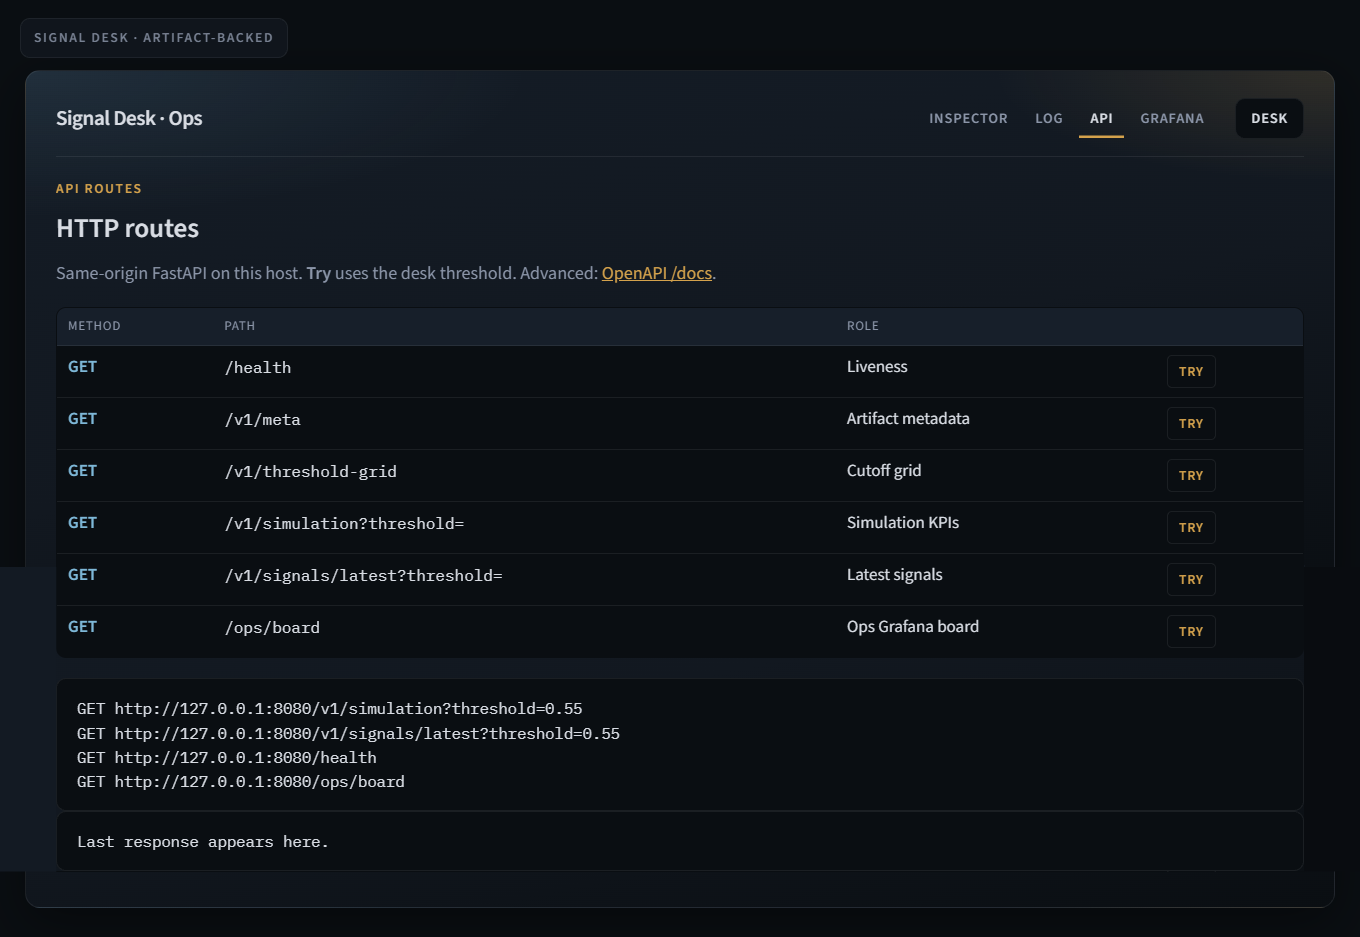 SIGNAL DESK · ARTIFACT-BACKED
Signal Desk · Ops
INSPECTOR LOG API GRAFANA DESK
API ROUTES
HTTP routes
Same-origin FastAPI on this host. Try uses the desk threshold. Advanced: OpenAPI /docs.
METHOD PATH ROLE
GET /health Liveness TRY
GET /v1/meta Artifact metadata TRY
GET /v1/threshold-grid Cutoff grid TRY
GET /v1/simulation?threshold= Simulation KPIs TRY
GET /v1/signals/latest?threshold= Latest signals TRY
GET /ops/board Ops Grafana board TRY
GET http://127.0.0.1:8080/v1/simulation?threshold=0.55
GET http://127.0.0.1:8080/v1/signals/latest?threshold=0.55
GET http://127.0.0.1:8080/health
GET http://127.0.0.1:8080/ops/board
Last response appears here.